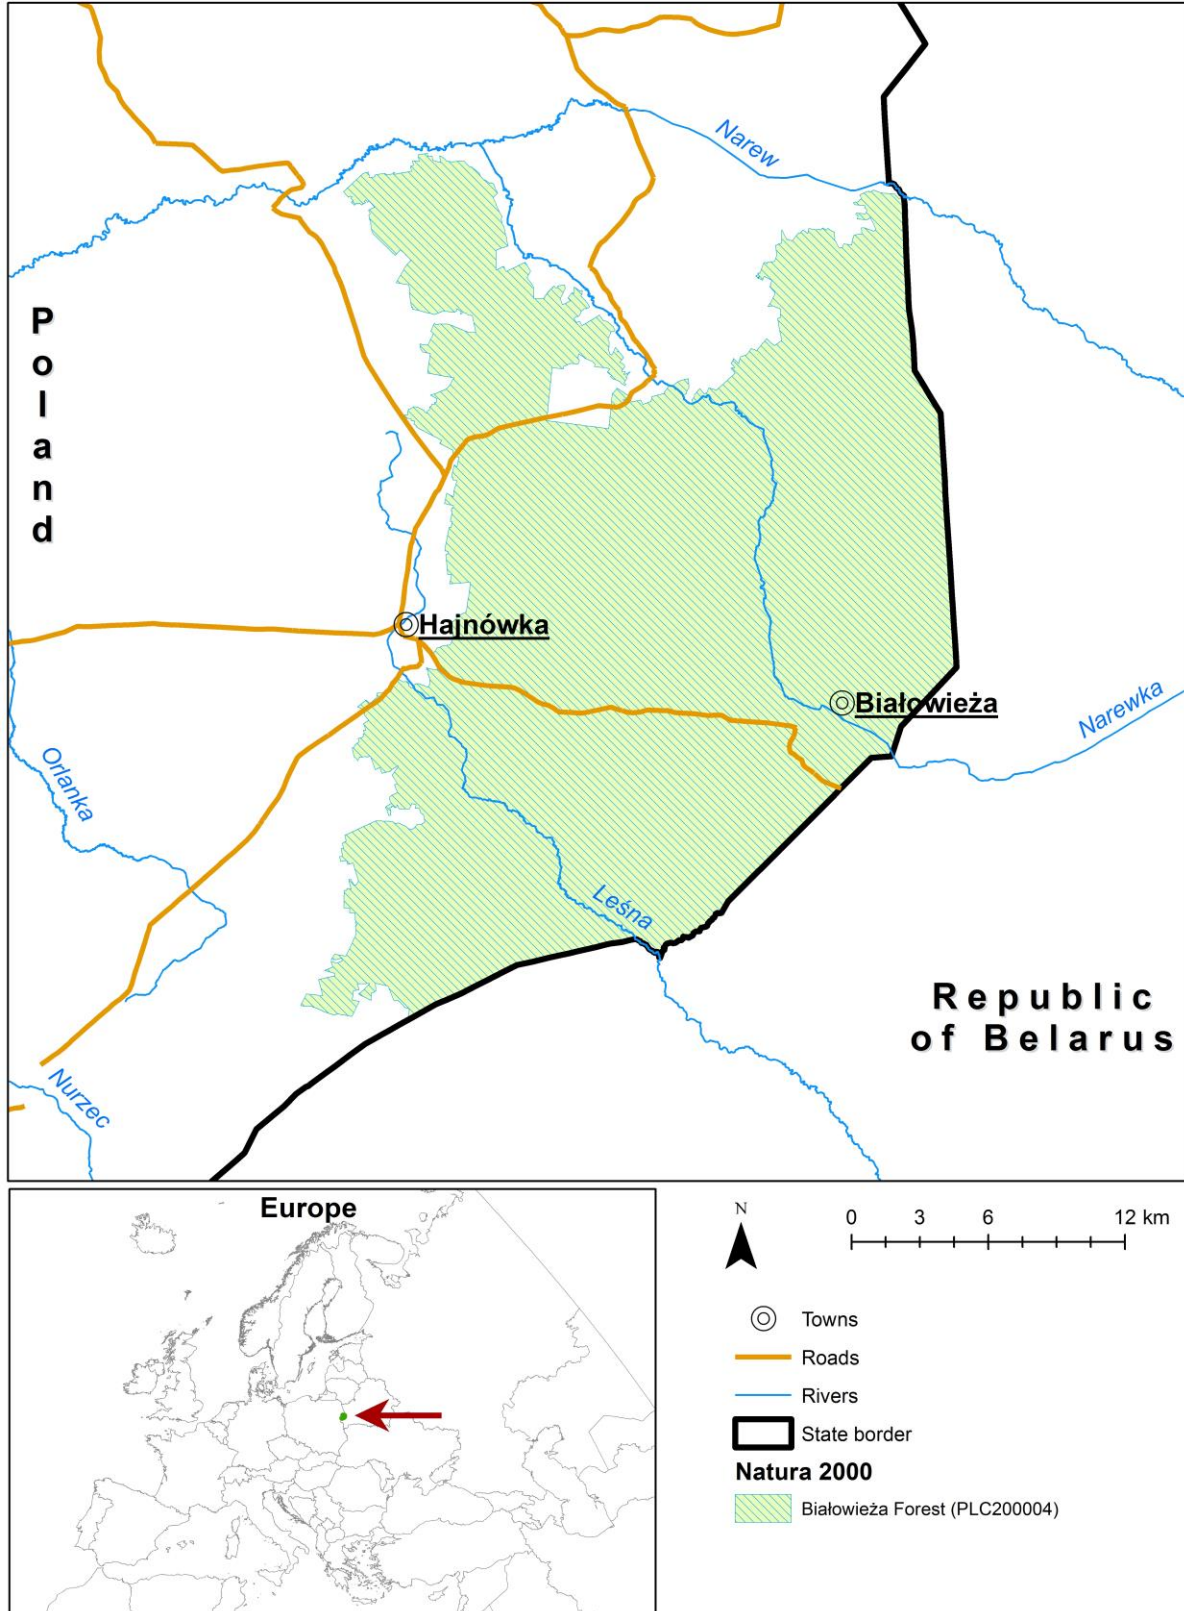 Narew
Poland
Hajnówka
Białowieża
Narewka
Orlanka
Leśna
Republic
of Belarus
Nurzec
Europe
N
0 3 6 12 km
Towns
Roads
Rivers
State border
Natura 2000
Białowieża Forest (PLC200004)